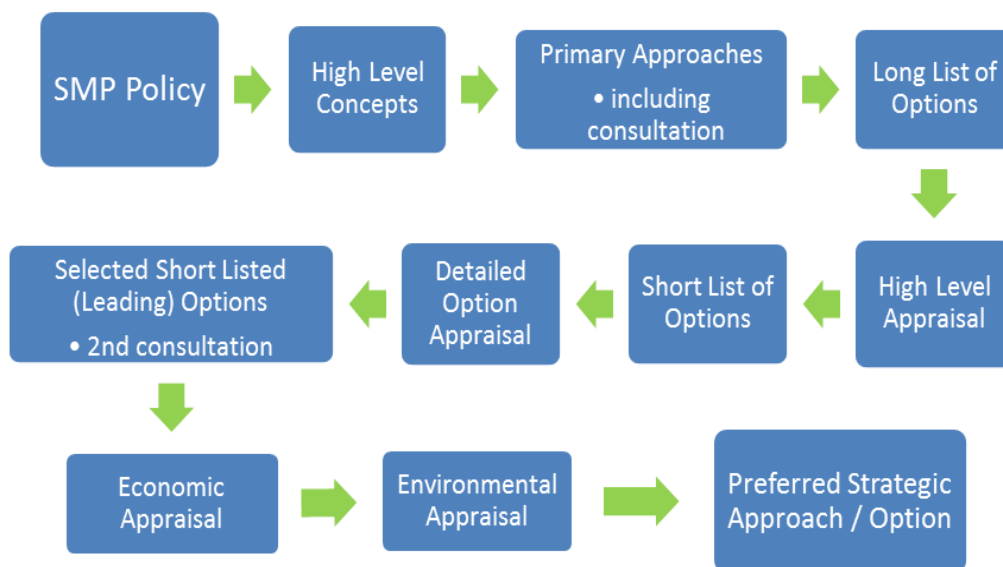 SMP Policy
High Level
Concepts
Primary Approaches
• including
consultation
Long List of
Options
High Level
Appraisal
Short List of
Options
Detailed
Option
Appraisal
Selected Short Listed
(Leading) Options
• 2nd consultation
Economic
Appraisal
Environmental
Appraisal
Preferred Strategic
Approach / Option